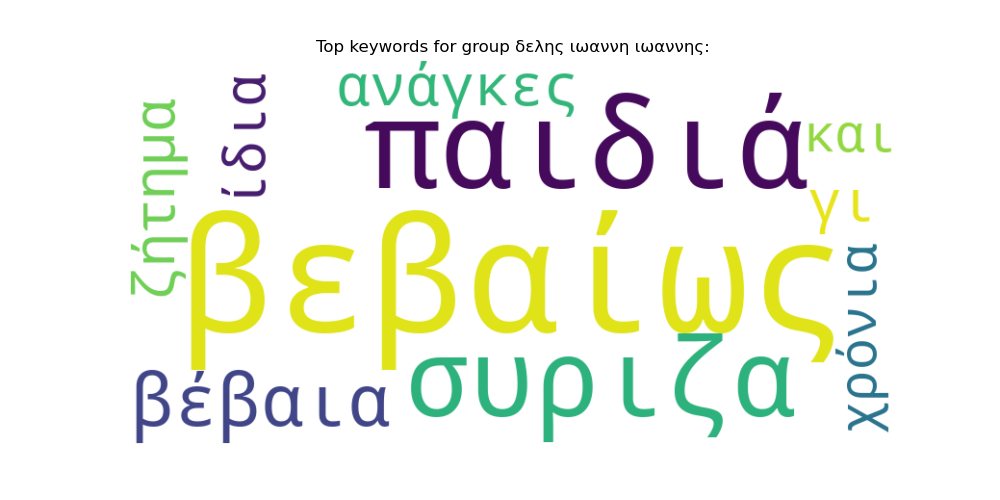 Top keywords for group δελης ιωαννη ιωαννης:
ανάγκες
παιδιά
και
ίδια
ζήτημα
γι
βεβαίως
χρόνια
συριζα
βέβαια